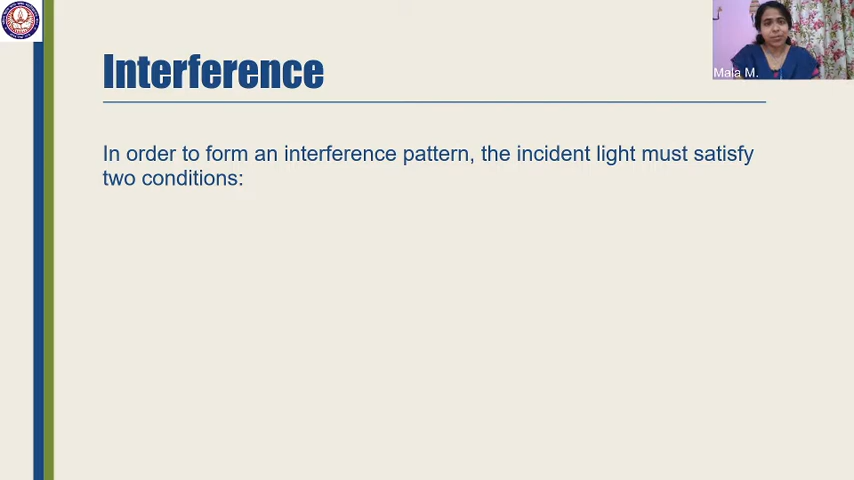 Interference
In order to form an interference pattern, the incident light must satisfy
two conditions:
Mala M.